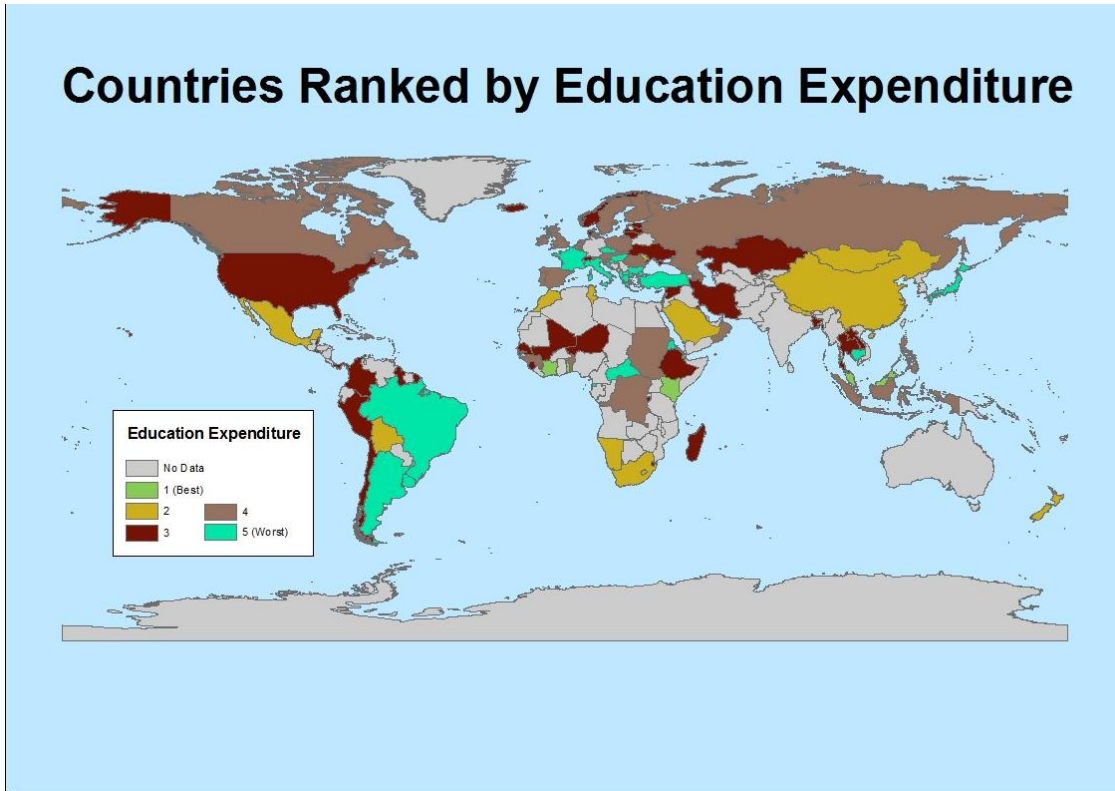 Countries Ranked by Education Expenditure
Education Expenditure
No Data
1 (Best)
2
3
4
5 (Worst)